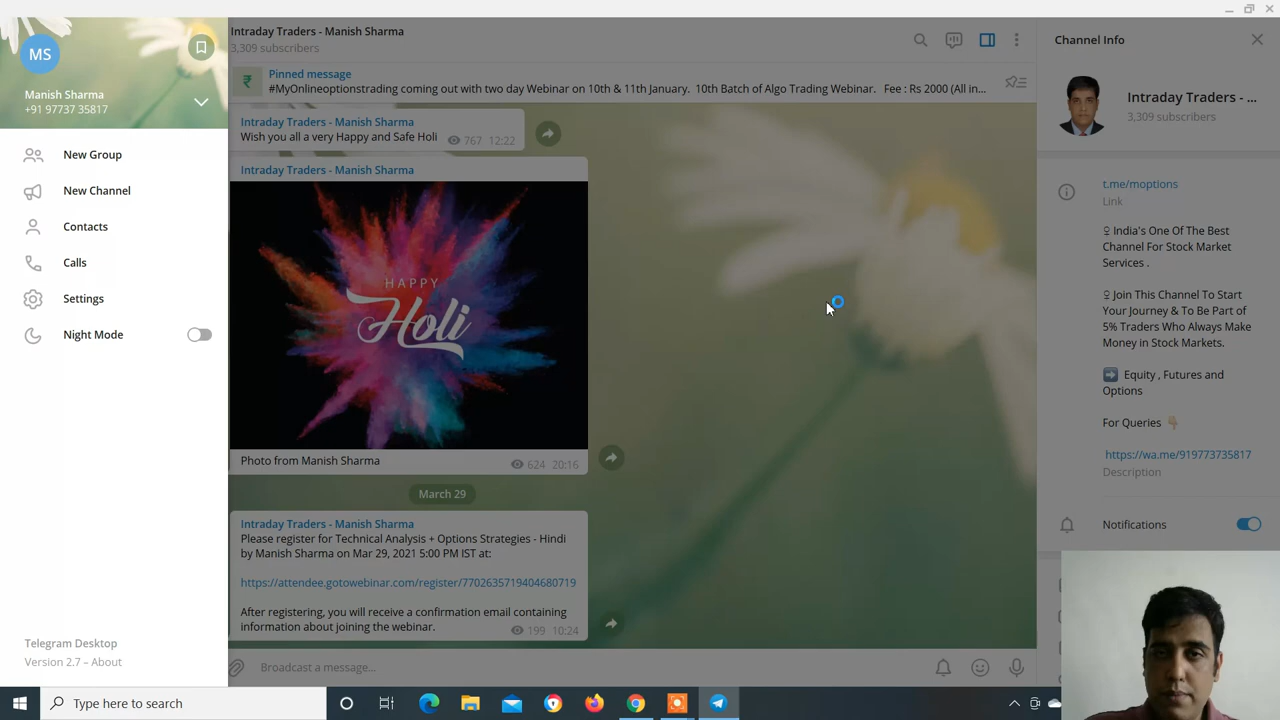 MS
Manish Sharma
+91 97737 35817
New Group
New Channel
Contacts
Calls
Settings
Night Mode
Telegram Desktop
Version 2.7 – About
Intraday Traders - Manish Sharma
3,309 subscribers
Pinned message
#MyOnlineoptionstrading coming out with two day Webinar on 10th & 11th January. 10th Batch of Algo Trading Webinar. Fee : Rs 2000 (All in...
₹
Intraday Traders - Manish Sharma
Wish you all a very Happy and Safe Holi
767 12:22
Intraday Traders - Manish Sharma
HAPPY
Holi
Photo from Manish Sharma
624 20:16
March 29
Intraday Traders - Manish Sharma
Please register for Technical Analysis + Options Strategies - Hindi
by Manish Sharma on Mar 29, 2021 5:00 PM IST at:
https://attendee.gotowebinar.com/register/7702635719404680719
After registering, you will receive a confirmation email containing
information about joining the webinar.
199 10:24
Broadcast a message...
Channel Info
Intraday Traders - ...
3,309 subscribers
t.me/moptions
Link
India's One Of The Best
Channel For Stock Market
Services .
Join This Channel To Start
Your Journey & To Be Part of
5% Traders Who Always Make
Money in Stock Markets.
Equity , Futures and
Options
For Queries
https://wa.me/919773735817
Description
Notifications
Type here to search